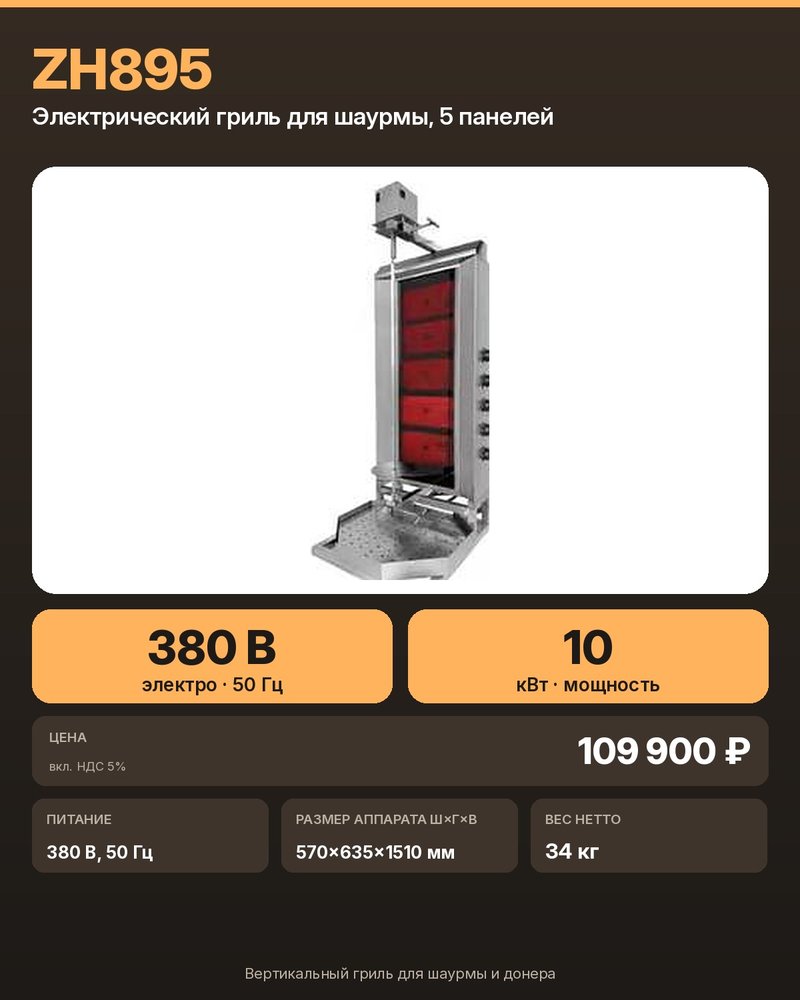 ZH895
Электрический гриль для шаурмы, 5 панелей
380 В
электро · 50 Гц
10
кВт · мощность
ЦЕНА
вкл. НДС 5%
109 900 ₽
ПИТАНИЕ
380 В, 50 Гц
РАЗМЕР АППАРАТА Ш×Г×В
570×635×1510 мм
ВЕС НЕТТО
34 кг
Вертикальный гриль для шаурмы и донера